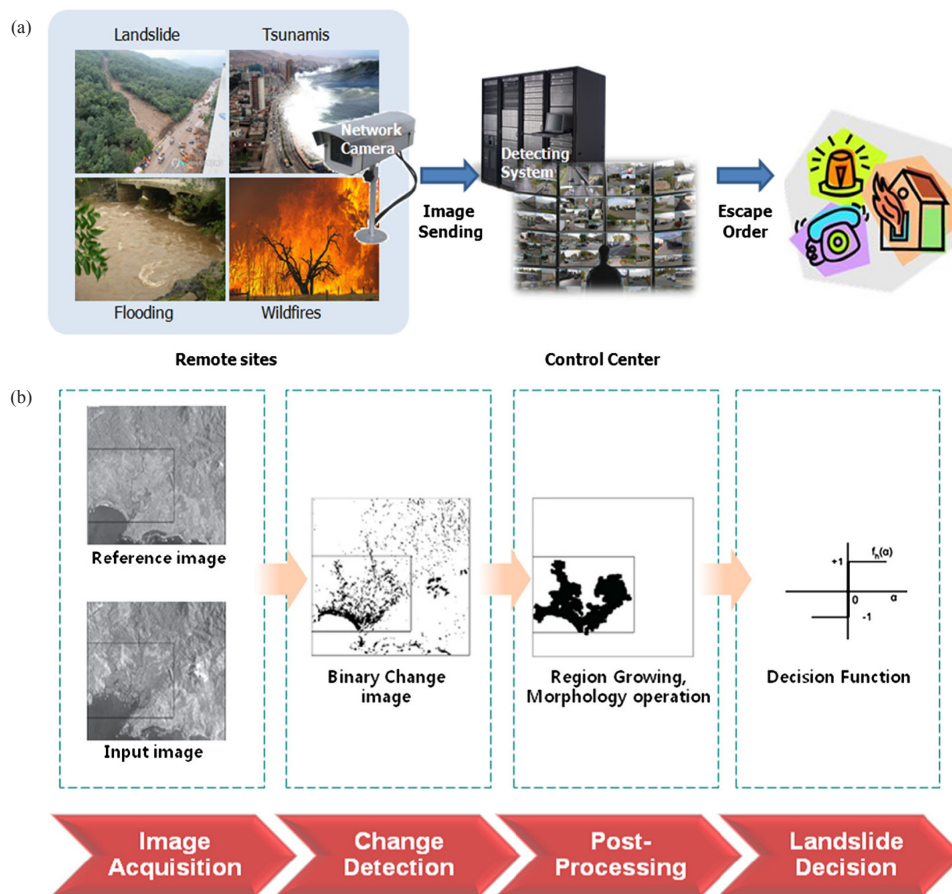 (a)
Landslide
Tsunamis
Network
Camera
Flooding
Wildfires
Image
Sending
Detecting
System
Escape
Order
Remote sites
Control Center
(b)
Reference image
Input image
Binary Change
image
Region Growing,
Morphology operation
+1
fₕ(α)
0
α
-1
Decision Function
Image
Acquisition
Change
Detection
Post-
Processing
Landslide
Decision